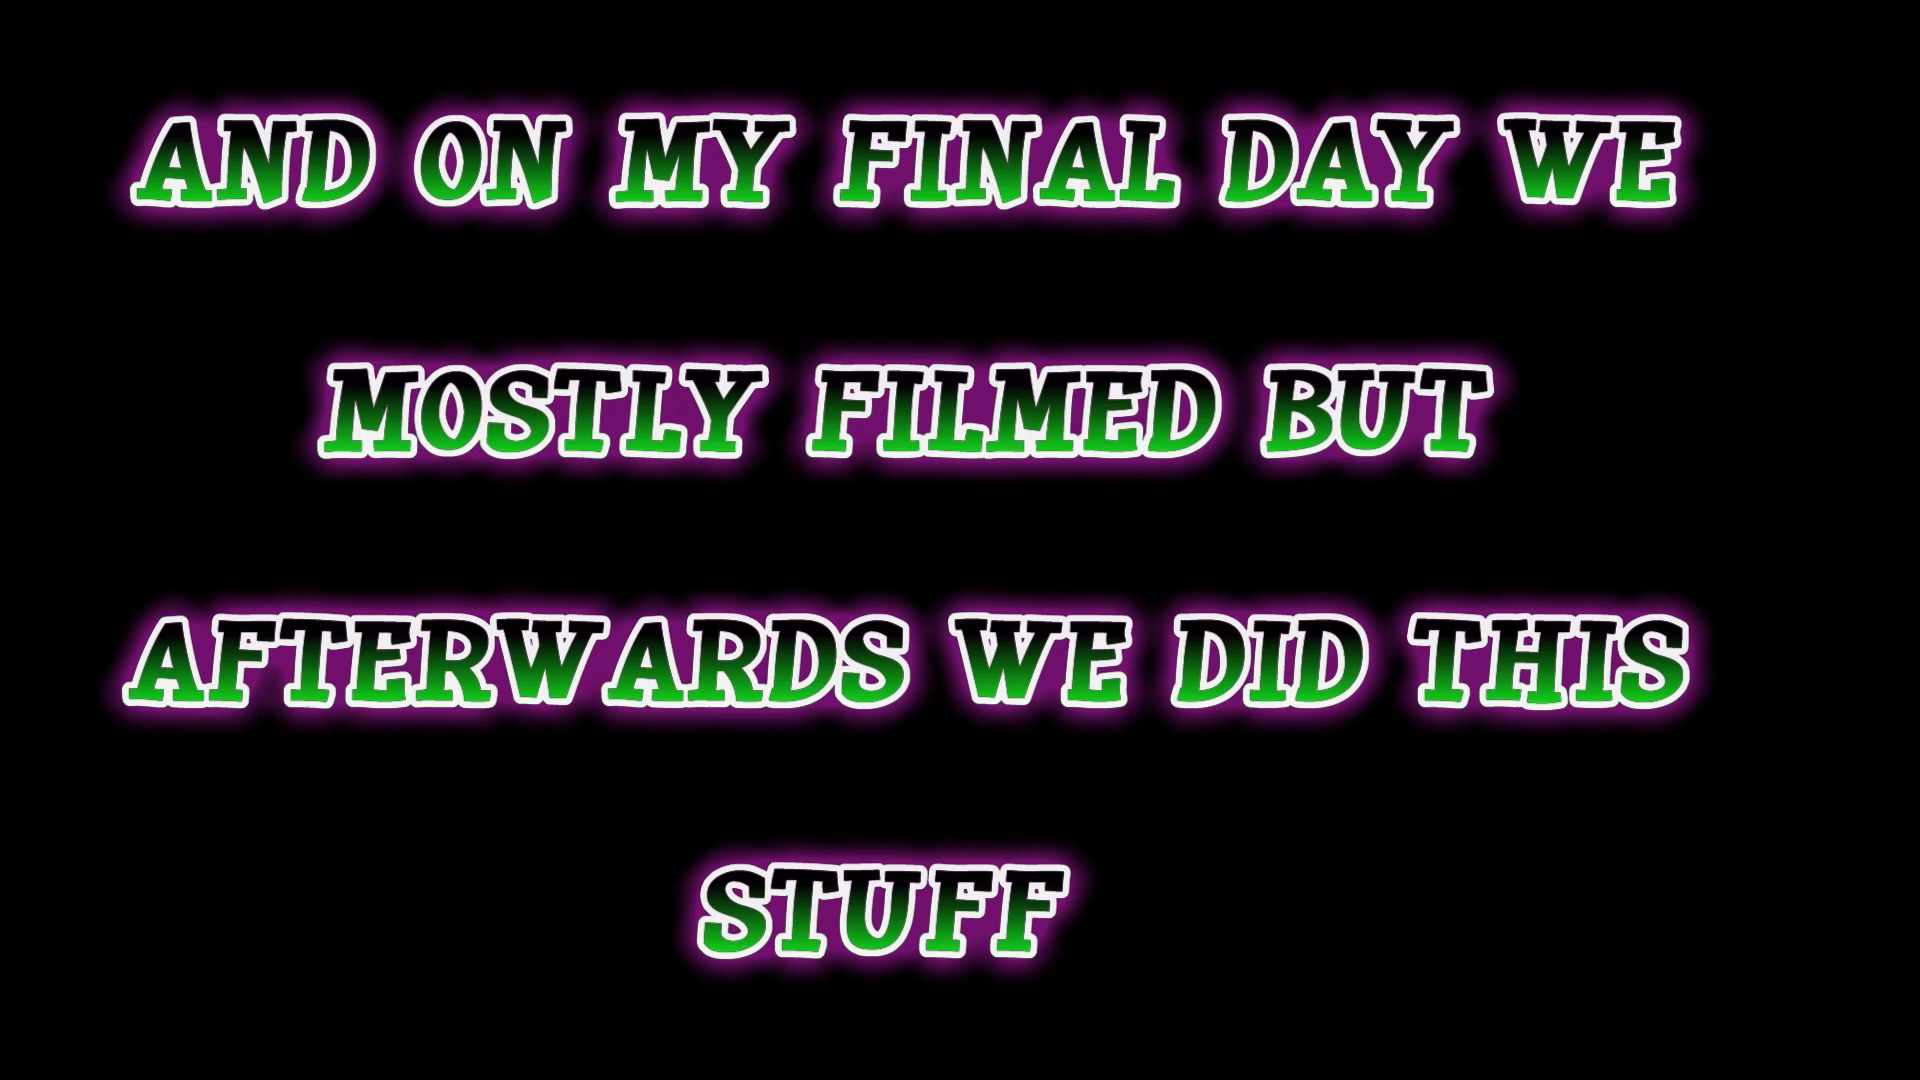 AND ON MY FINAL DAY WE
MOSTLY FILMED BUT
AFTERWARDS WE DID THIS
STUFF